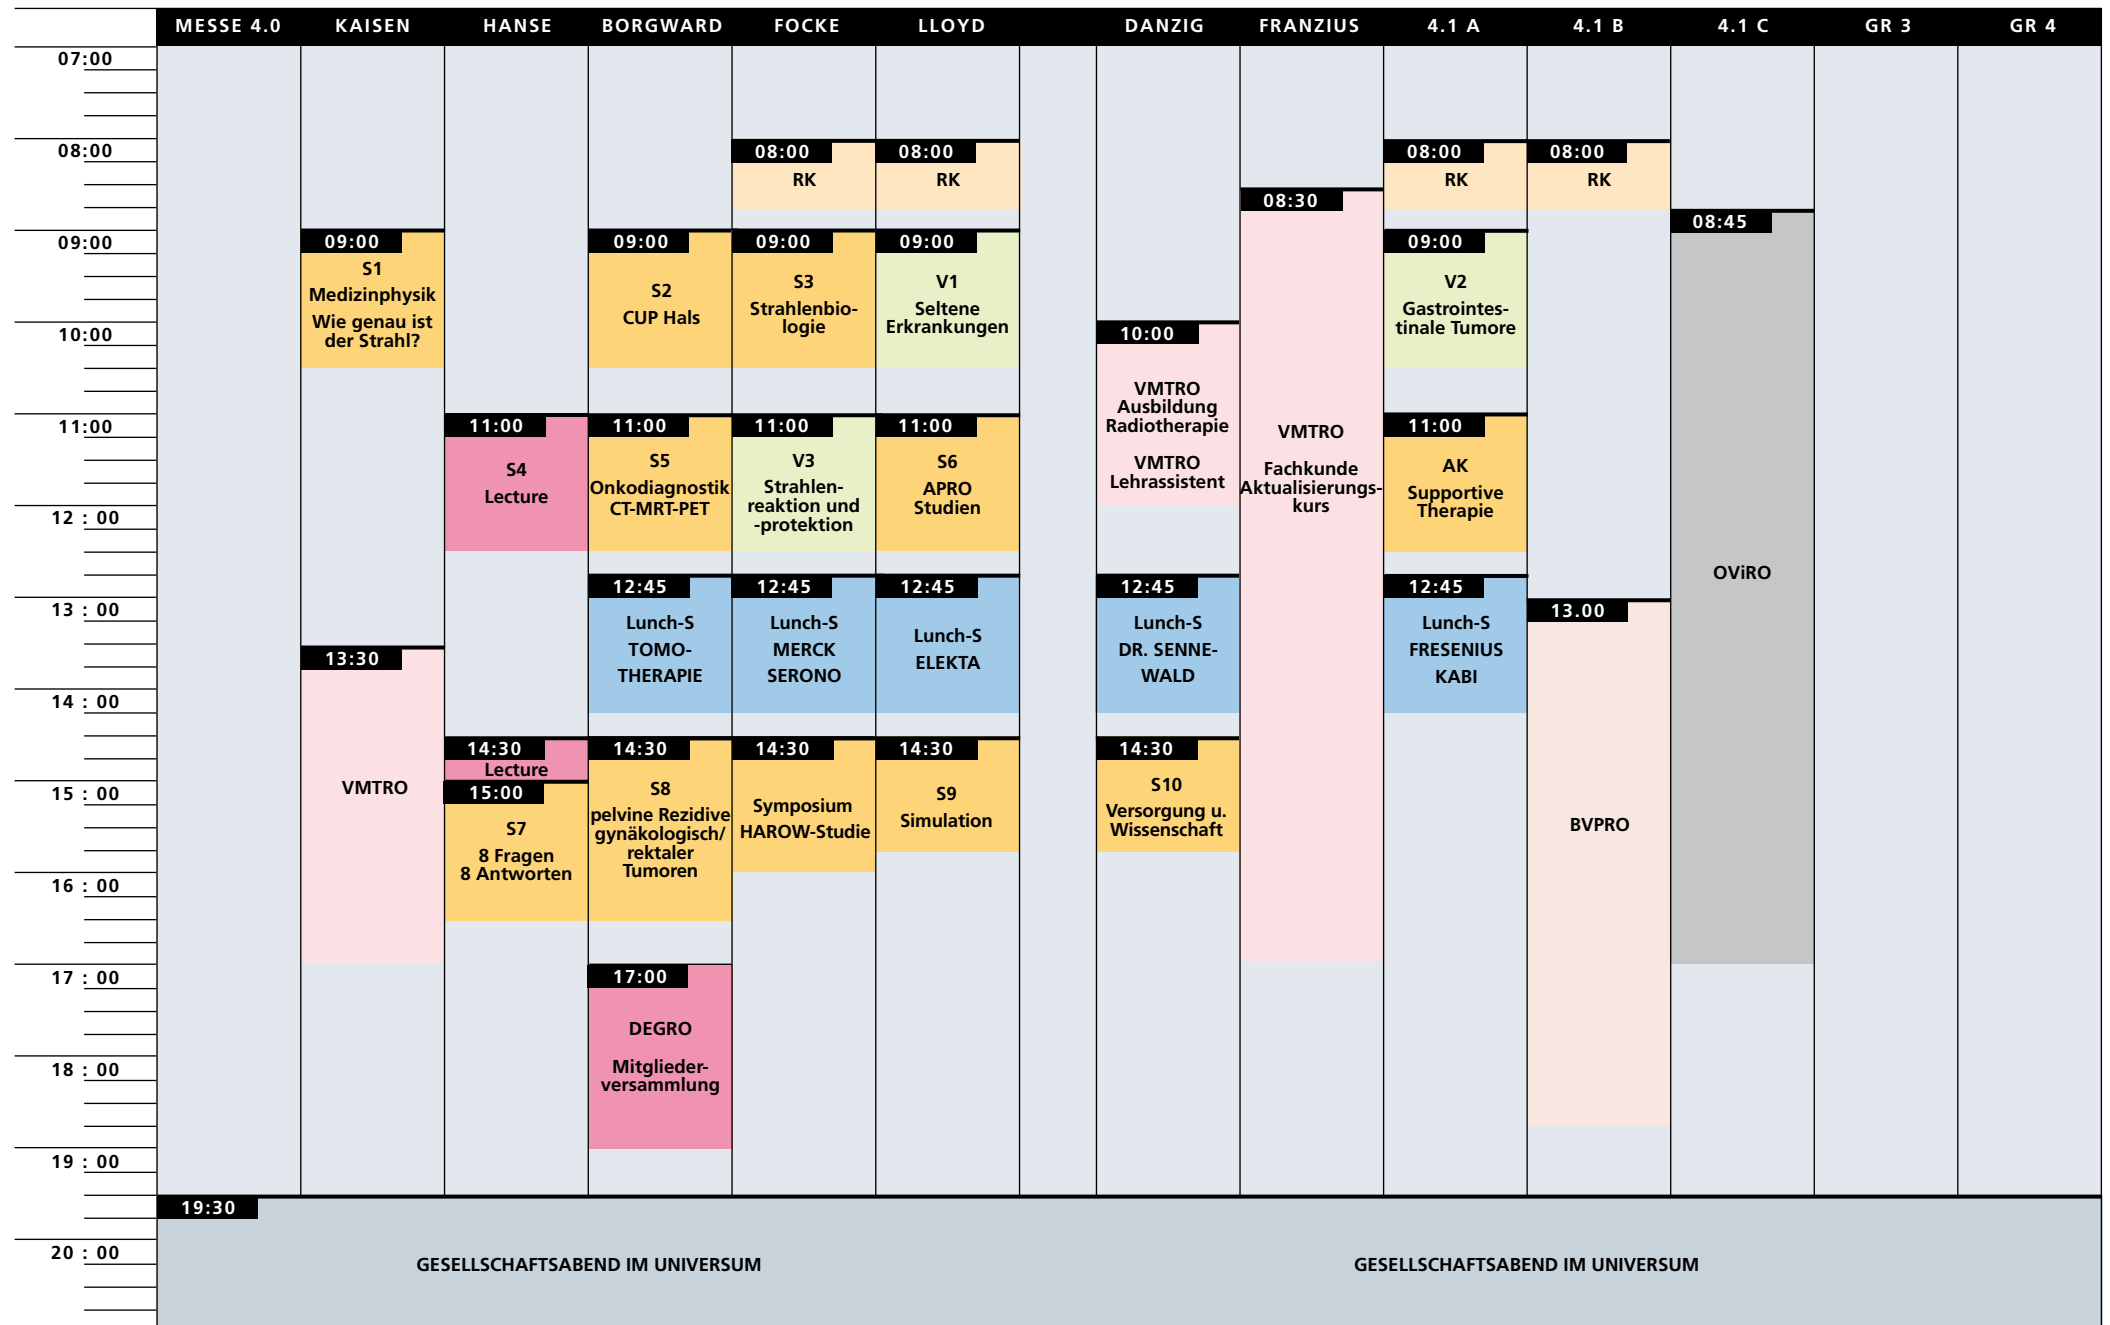 MESSE 4.0 KAISEN HANSE BORGWARD FOCKE LLOYD DANZIG FRANZIUS 4.1 A 4.1 B 4.1 C GR 3 GR 4
07:00
08:00
09:00
10:00
11:00
12 : 00
13 : 00
14 : 00
15 : 00
16 : 00
17 : 00
18 : 00
19 : 00
20 : 00
09:00
S1
Medizinphysik
Wie genau ist
der Strahl?
13:30
VMTRO
11:00
S4
Lecture
14:30
Lecture
15:00
S7
8 Fragen
8 Antworten
09:00
S2
CUP Hals
11:00
S5
Onkodiagnostik
CT-MRT-PET
12:45
Lunch-S
TOMO-
THERAPIE
14:30
S8
pelvine Rezidive
gynäkologisch/
rektaler
Tumoren
17:00
DEGRO
Mitglieder-
versammlung
08:00
RK
09:00
S3
Strahlenbio-
logie
11:00
V3
Strahlen-
reaktion und
-protektion
12:45
Lunch-S
MERCK
SERONO
14:30
Symposium
HAROW-Studie
08:00
RK
09:00
V1
Seltene
Erkrankungen
11:00
S6
APRO
Studien
12:45
Lunch-S
ELEKTA
14:30
S9
Simulation
10:00
VMTRO
Ausbildung
Radiotherapie
VMTRO
Lehrassistent
12:45
Lunch-S
DR. SENNE-
WALD
14:30
S10
Versorgung u.
Wissenschaft
08:30
VMTRO
Fachkunde
Aktualisierungs-
kurs
08:00
RK
09:00
V2
Gastrointes-
tinale Tumore
11:00
AK
Supportive
Therapie
12:45
Lunch-S
FRESENIUS
KABI
08:00
RK
13.00
BVPRO
08:45
OViRO
19:30
GESELLSCHAFTSABEND IM UNIVERSUM GESELLSCHAFTSABEND IM UNIVERSUM